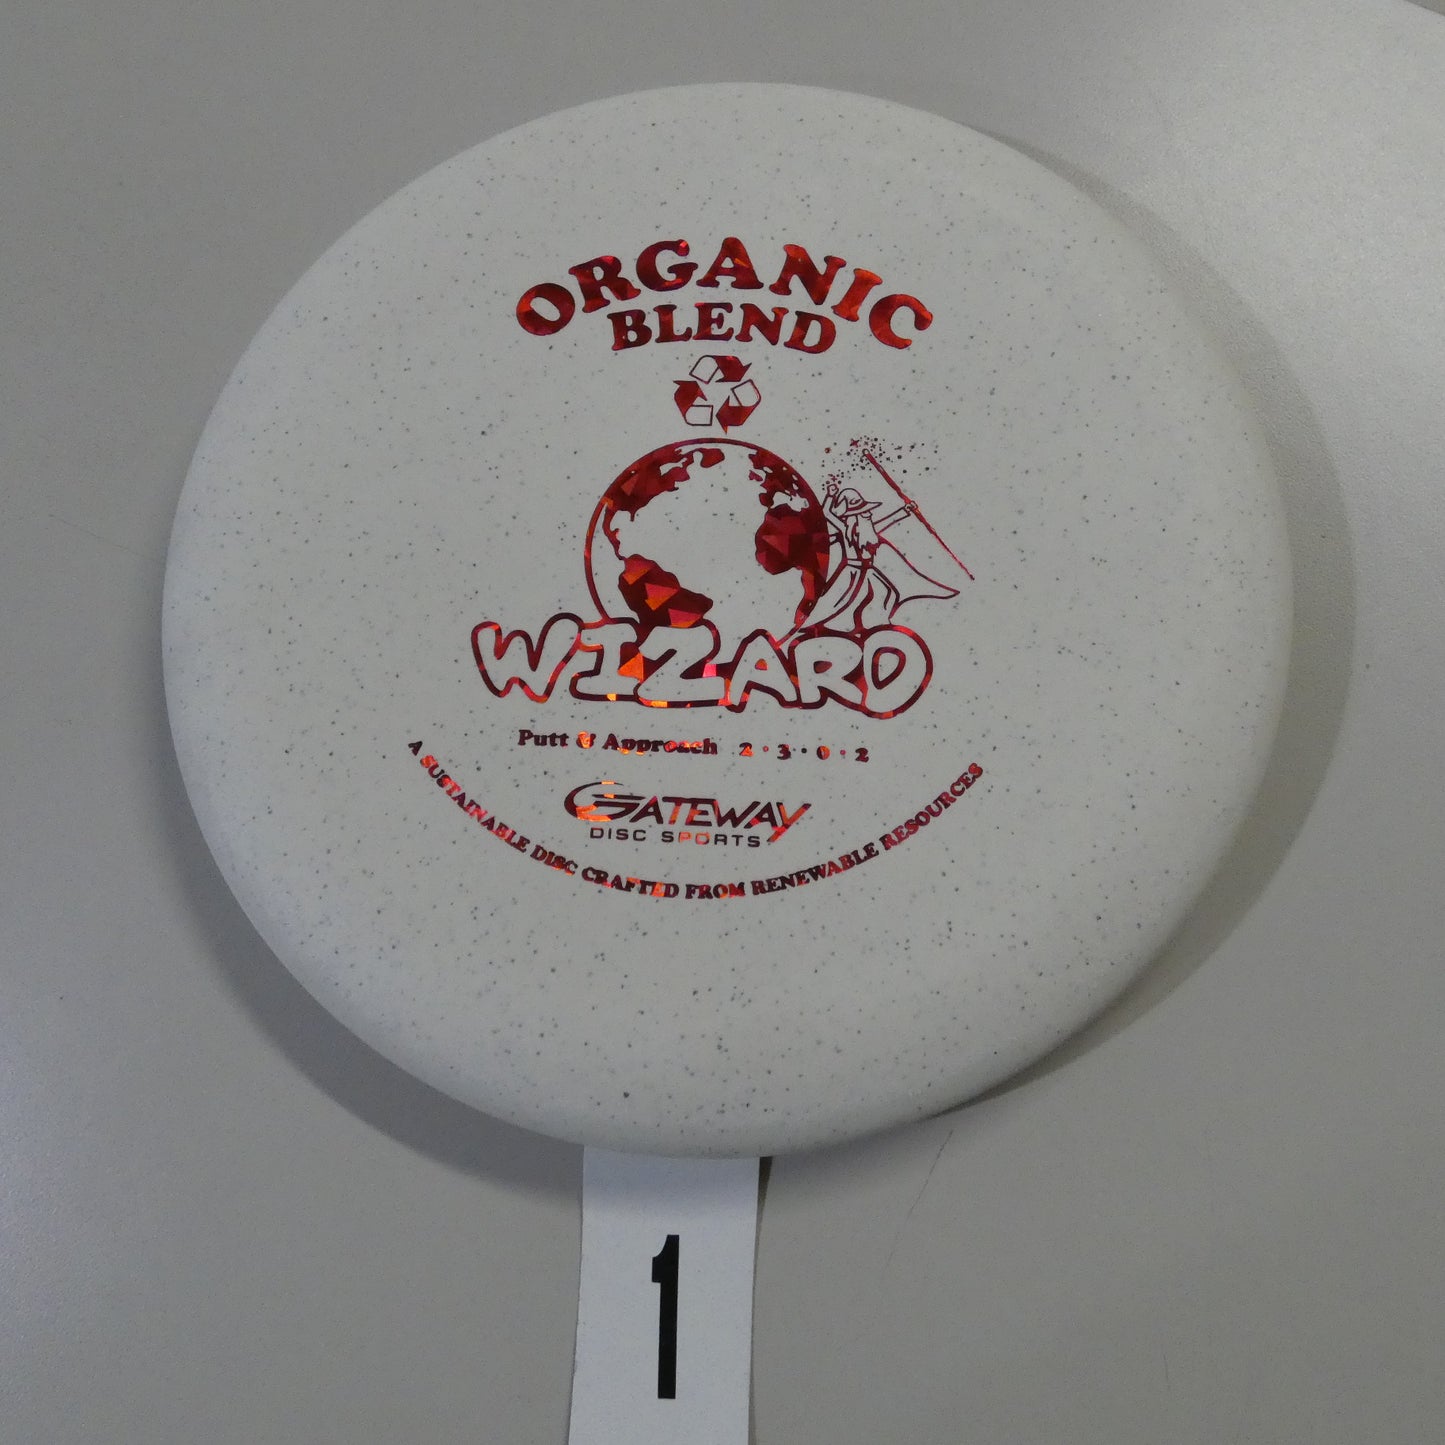 ORGANIC
BLEND
WIZARD
Putt & Approach 2 · 3 · · 0 · 2
GATEWAY
DISC SPORTS
A SUSTAINABLE DISC CRAFTED FROM RENEWABLE RESOURCES
1